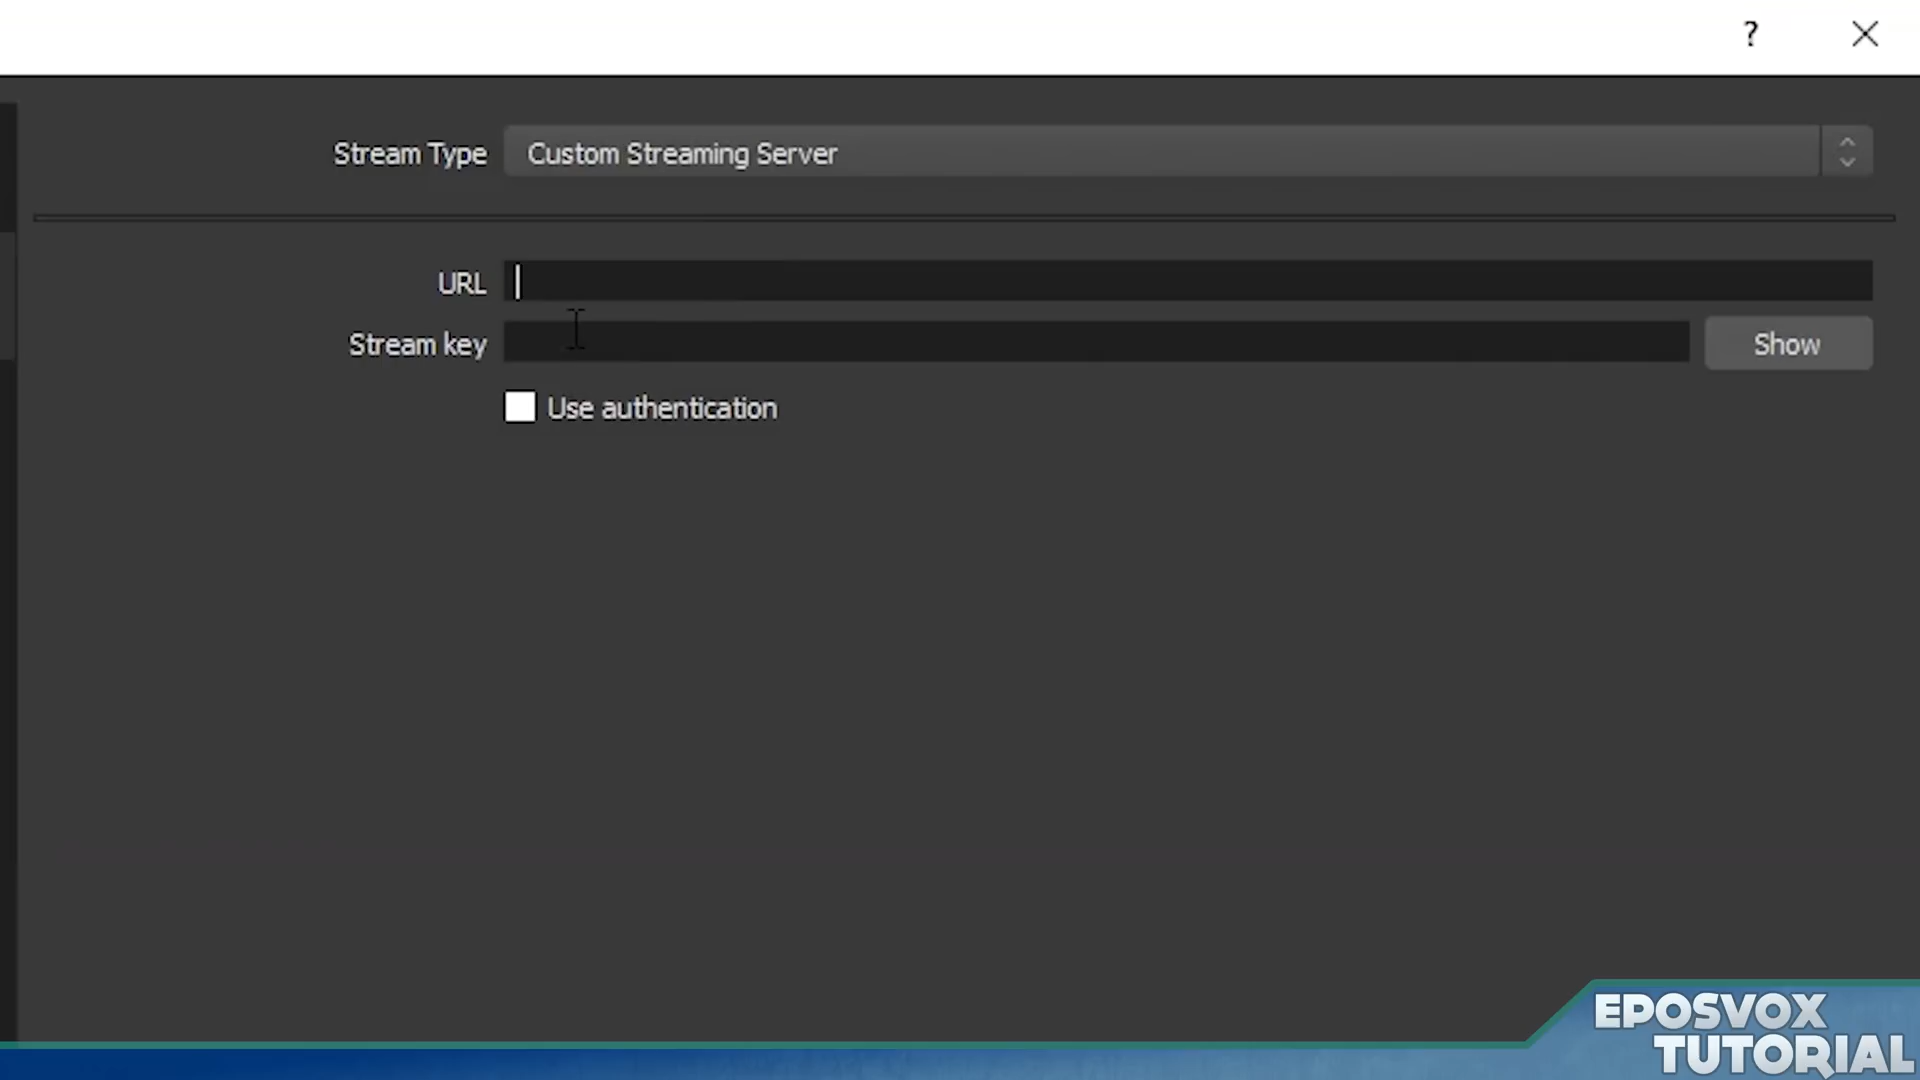 ?
Stream Type Custom Streaming Server
URL
Stream key Show
Use authentication
EPOSVOX
TUTORIAL